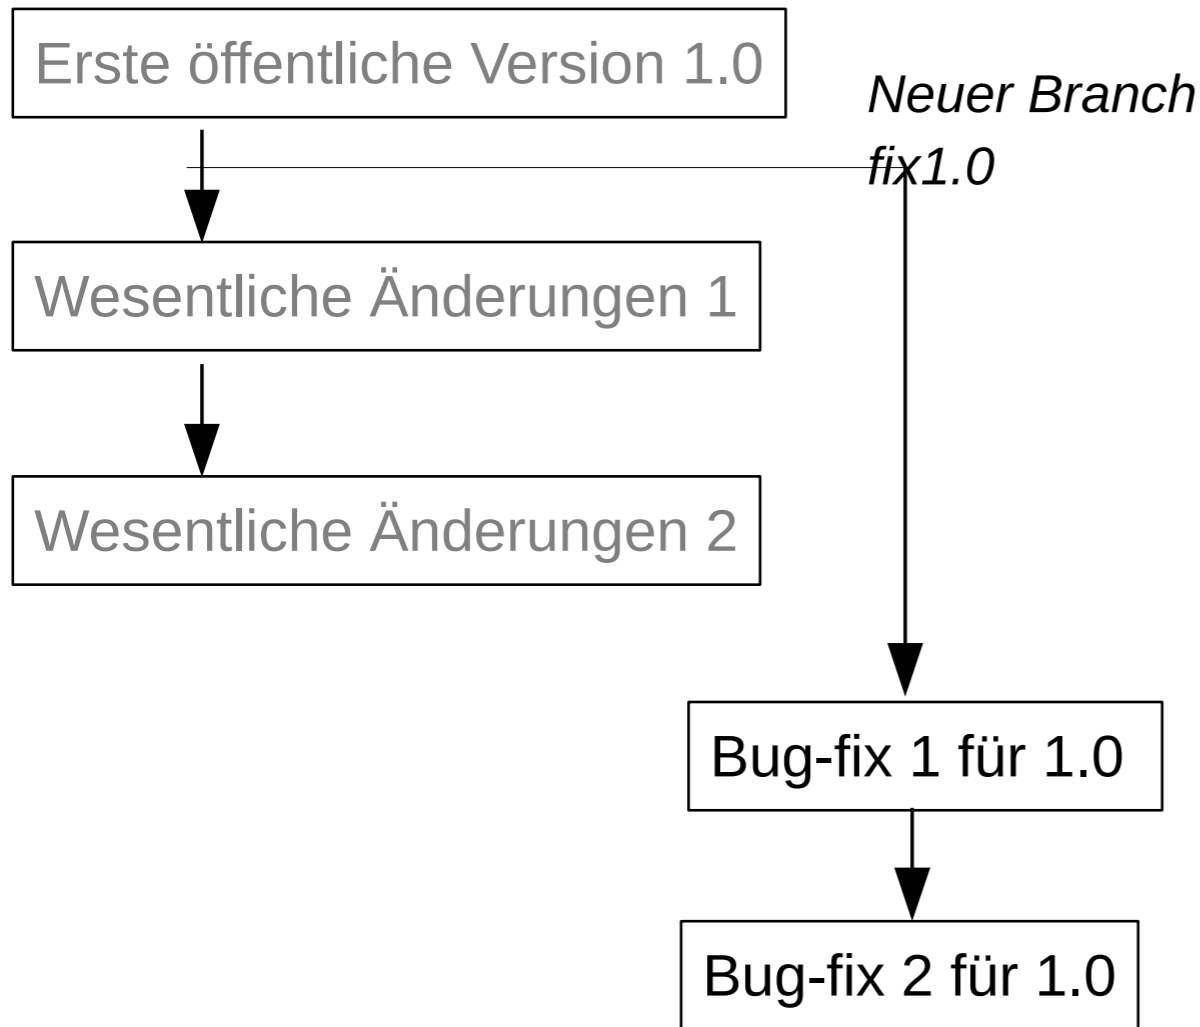 Erste öffentliche Version 1.0
Neuer Branch
fix1.0
Wesentliche Änderungen 1
Wesentliche Änderungen 2
Bug-fix 1 für 1.0
Bug-fix 2 für 1.0